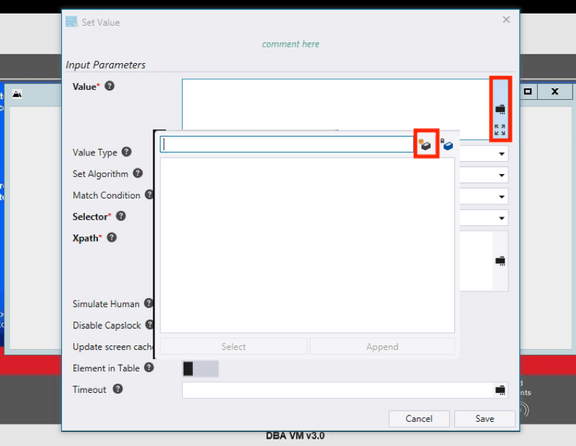 Set Value
comment here
Input Parameters
Value*
Value Type
Set Algorithm
Match Condition
Selector*
Xpath*
Simulate Human
Disable Capslock
Update screen cach
Select
Append
Element in Table
Timeout
Cancel
Save
DBA VM v3.0